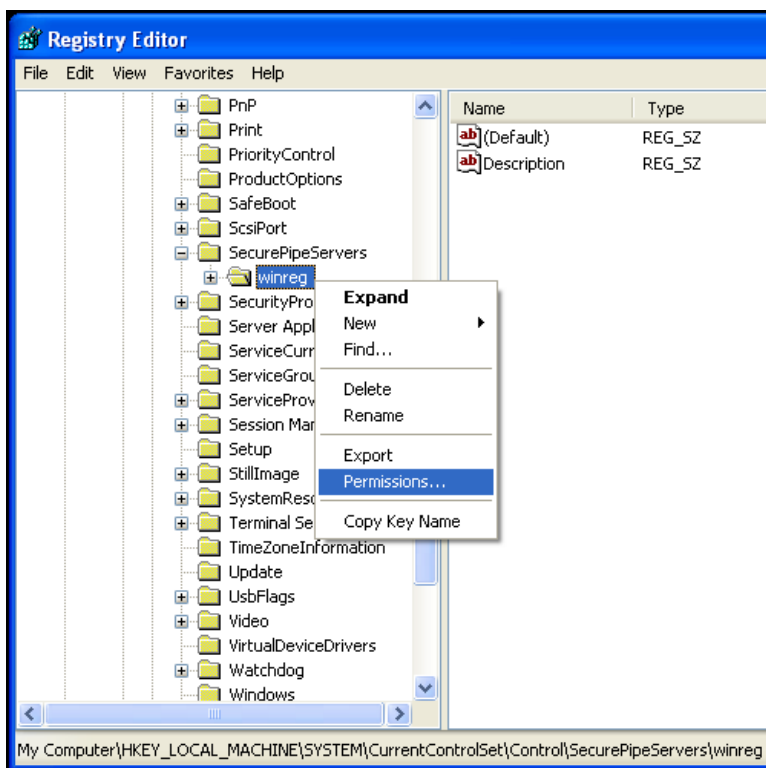 Registry Editor
File Edit View Favorites Help
PnP
Print
PriorityControl
ProductOptions
SafeBoot
ScsiPort
SecurePipeServers
winreg
SecurityPro
Server Appl
ServiceCurr
ServiceGrou
ServiceProv
Session Mar
Setup
StillImage
SystemReso
Terminal Se
TimeZoneInformation
Update
UsbFlags
Video
VirtualDeviceDrivers
Watchdog
Windows
Expand
New
Find...
Delete
Rename
Export
Permissions...
Copy Key Name
Name Type
ab (Default) REG_SZ
ab Description REG_SZ
My Computer\HKEY_LOCAL_MACHINE\SYSTEM\CurrentControlSet\Control\SecurePipeServers\winreg